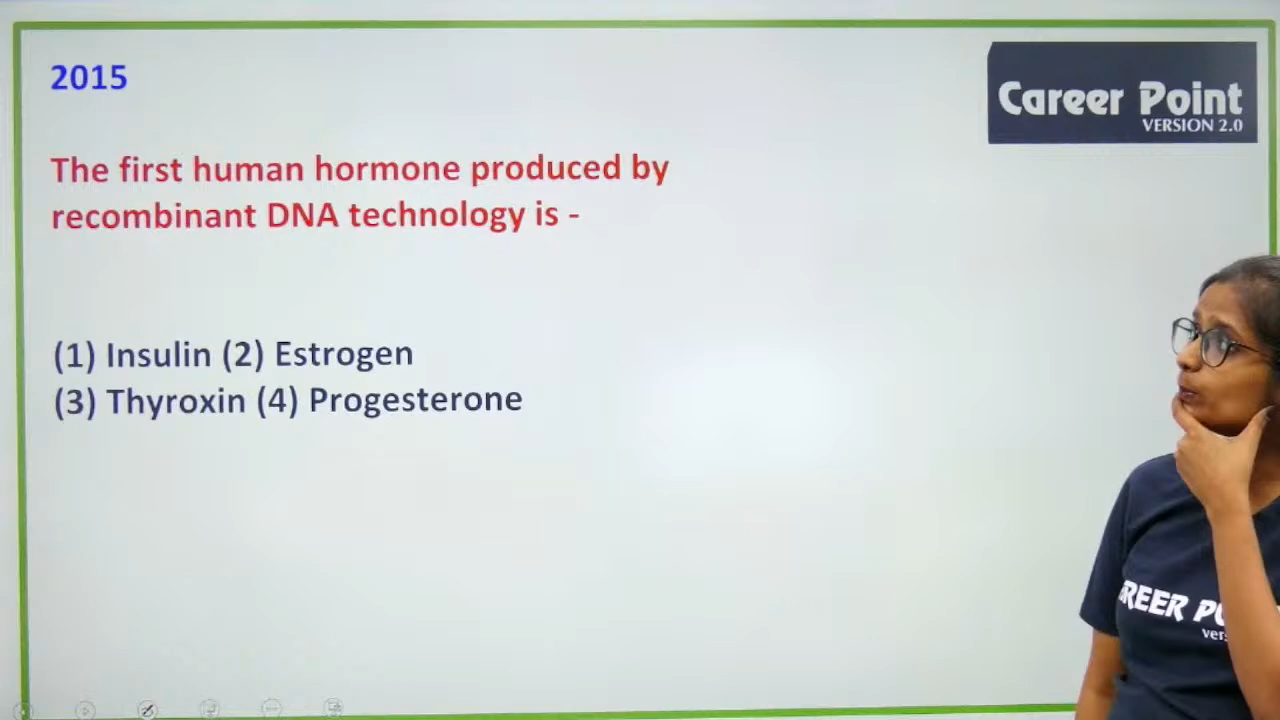 2015
Career Point
VERSION 2.0
The first human hormone produced by
recombinant DNA technology is -
(1) Insulin (2) Estrogen
(3) Thyroxin (4) Progesterone